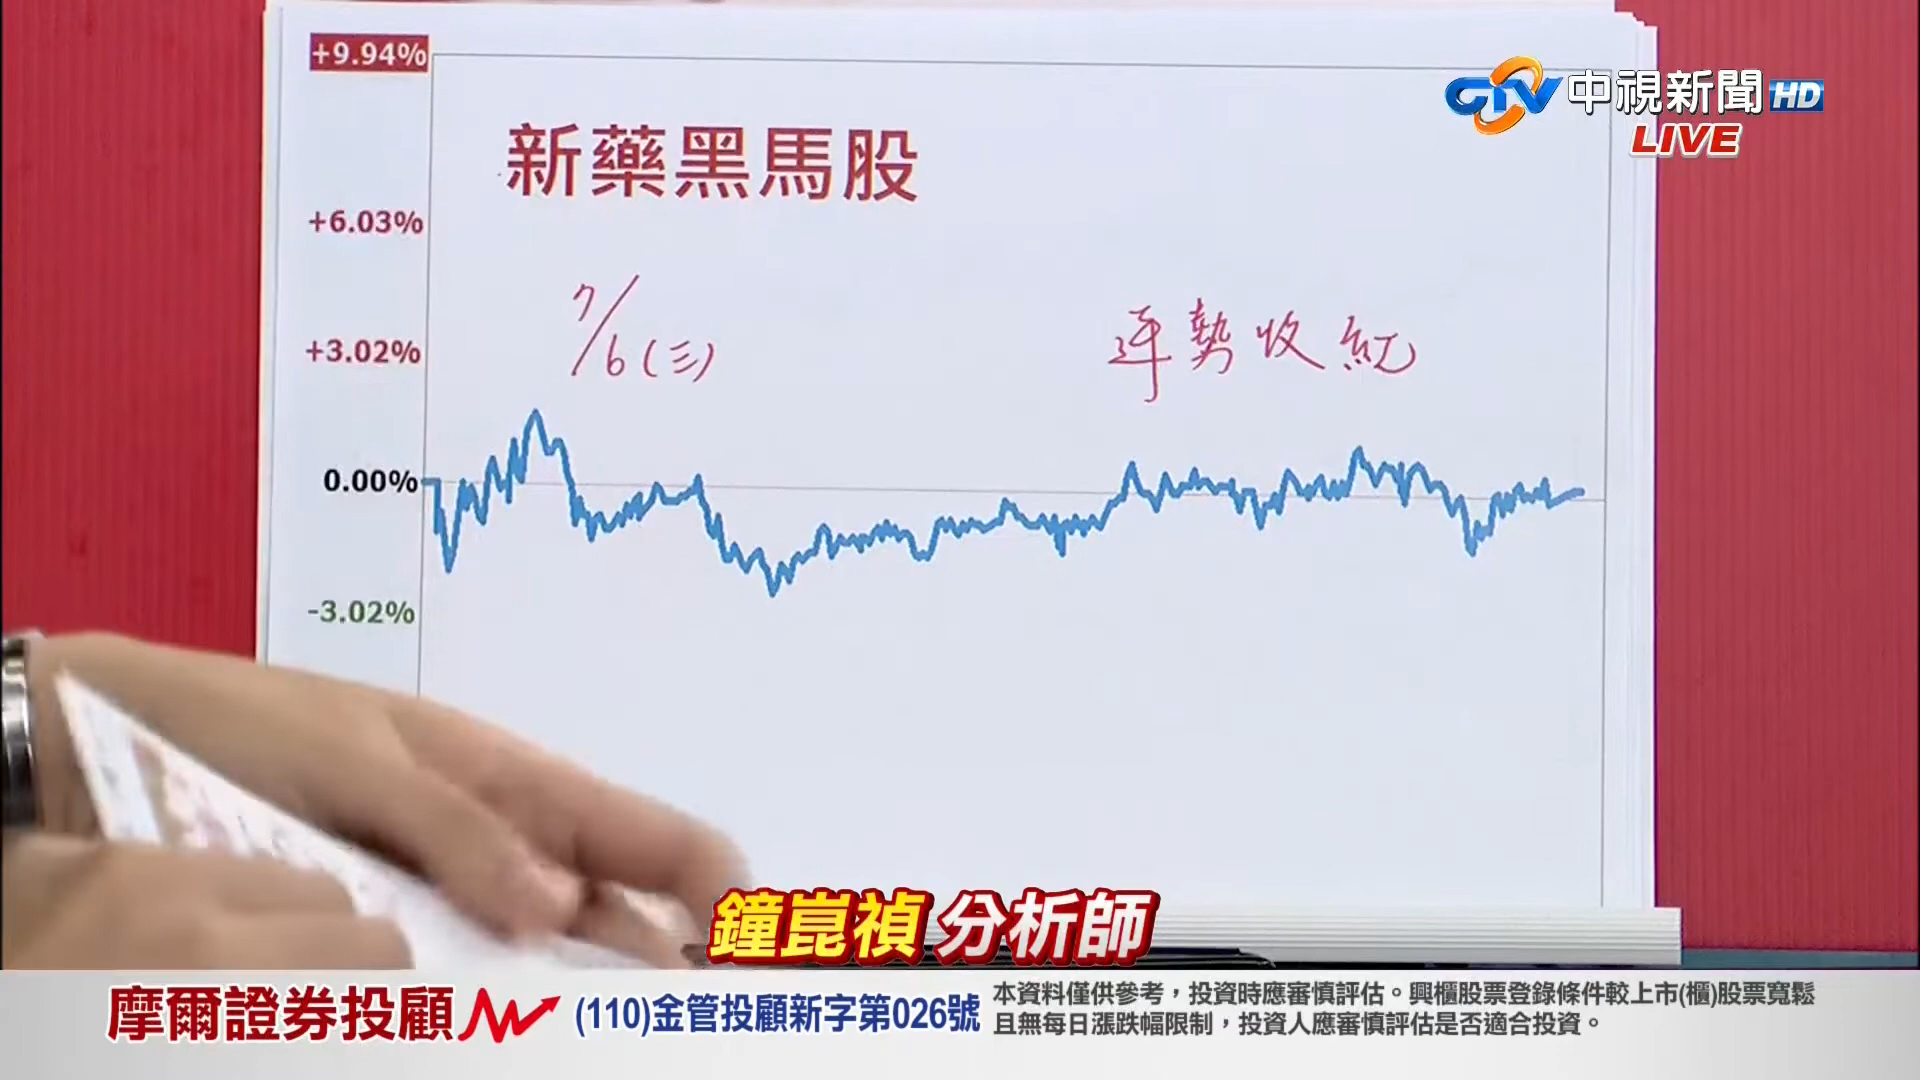 +9.94%
CTV中視新聞HD
LIVE
新藥黑馬股
+6.03%
7/6(三)
逆勢收紅
+3.02%
0.00%
-3.02%
鐘崑禎 分析師
摩爾證券投顧 (110)金管投顧新字第026號
本資料僅供參考，投資時應審慎評估。興櫃股票登錄條件較上市(櫃)股票寬鬆
且無每日漲跌幅限制，投資人應審慎評估是否適合投資。